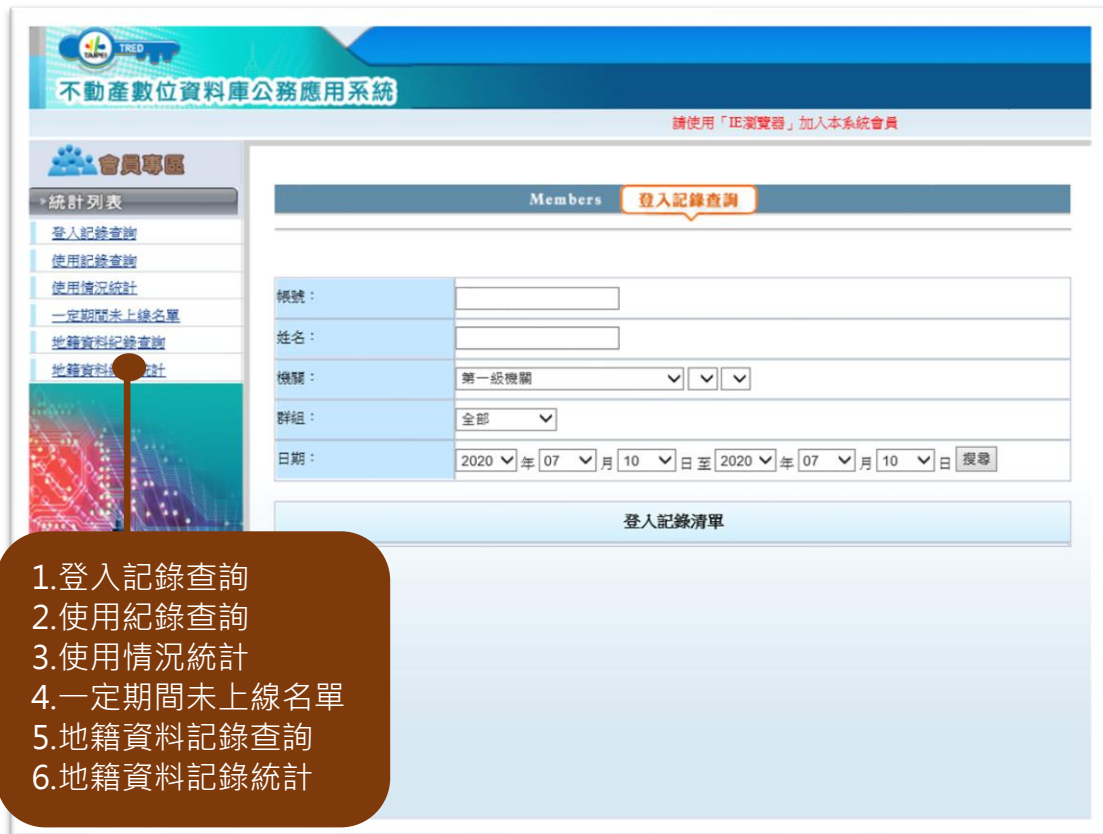 TAIPEI TRED
不動產數位資料庫公務應用系統
請使用「IE瀏覽器」加入本系統會員
會員專區
統計列表
登入記錄查詢
使用記錄查詢
使用情況統計
一定期間未上線名單
地籍資料紀錄查詢
地籍資料 統計
Members 登入記錄查詢
帳號：
姓名：
機關： 第一級機關
群組： 全部
日期： 2020 年 07 月 10 日 至 2020 年 07 月 10 日 搜尋
登入記錄清單
1.登入記錄查詢
2.使用紀錄查詢
3.使用情況統計
4.一定期間未上線名單
5.地籍資料記錄查詢
6.地籍資料記錄統計